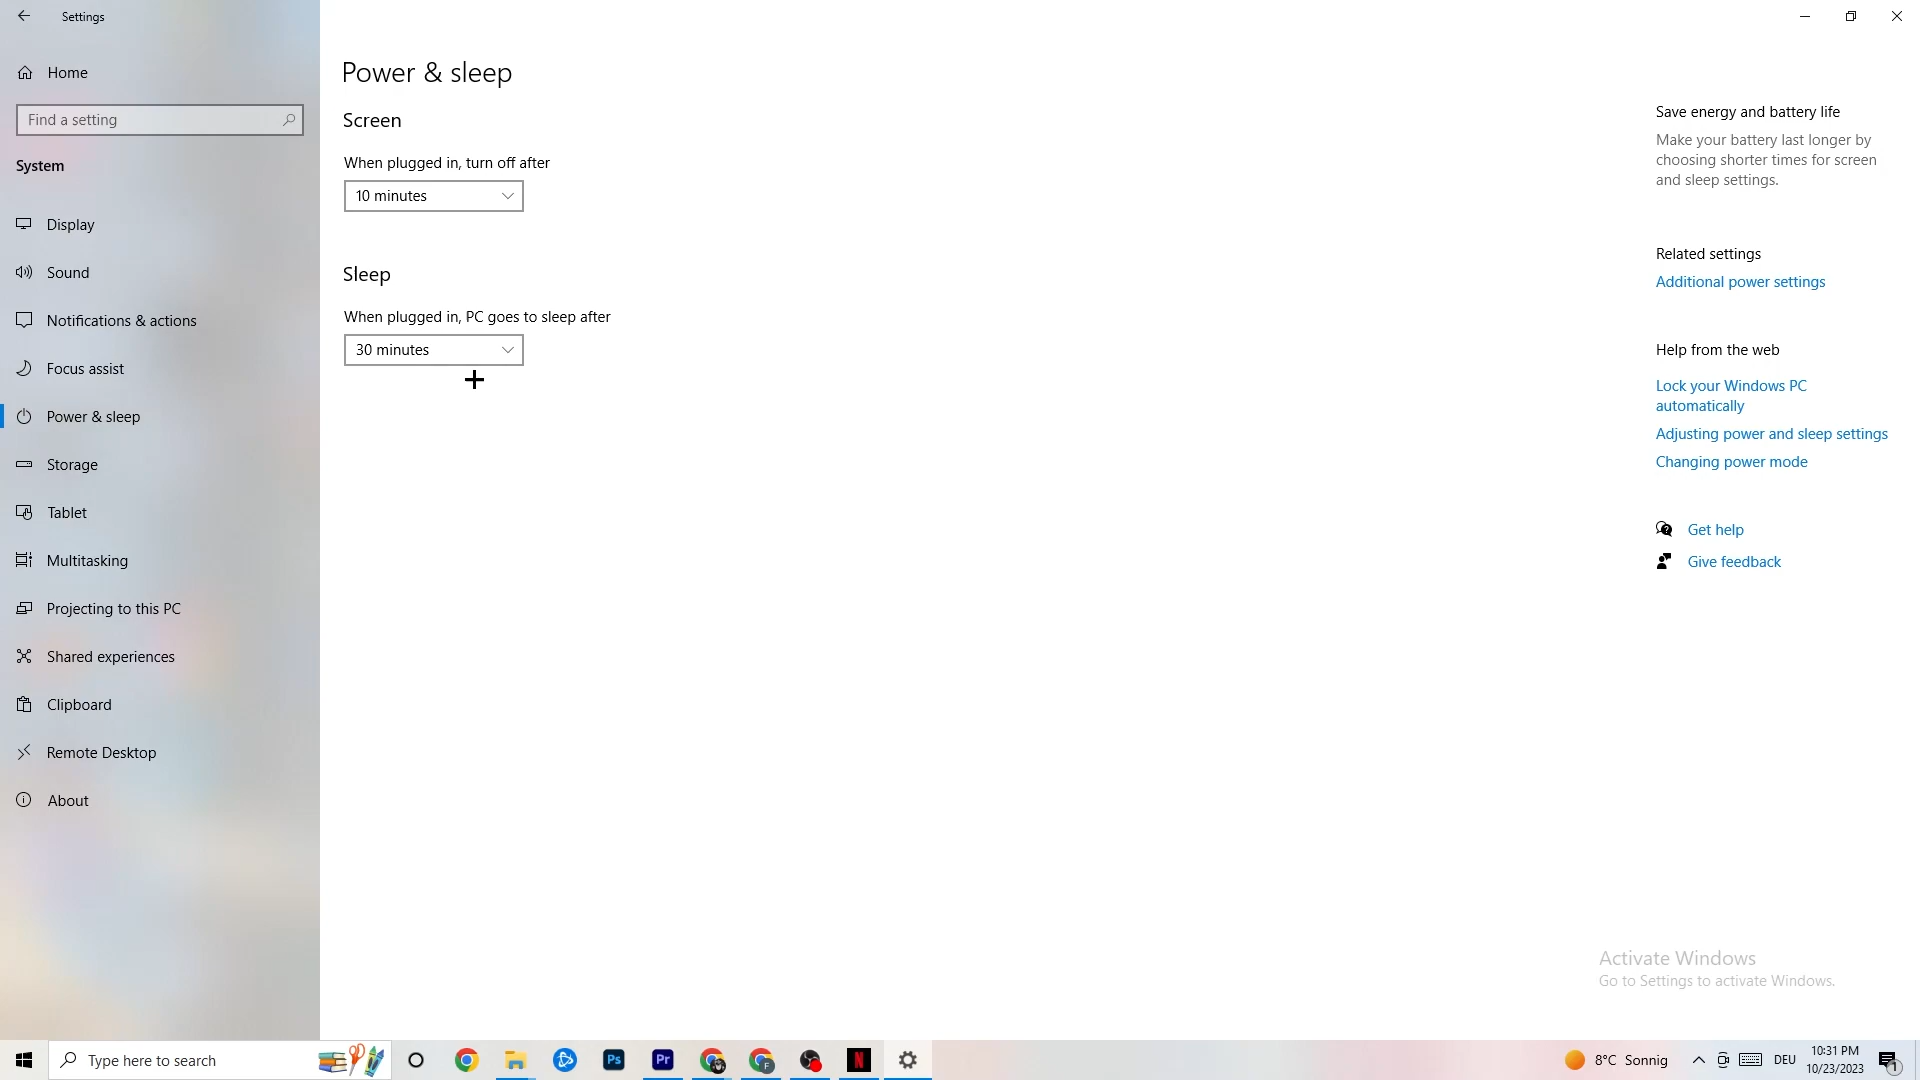 Settings
Home
Find a setting
System
Display
Sound
Notifications & actions
Focus assist
Power & sleep
Storage
Tablet
Multitasking
Projecting to this PC
Shared experiences
Clipboard
Remote Desktop
About
Power & sleep
Screen
When plugged in, turn off after
10 minutes
Sleep
When plugged in, PC goes to sleep after
30 minutes
Save energy and battery life
Make your battery last longer by
choosing shorter times for screen
and sleep settings.
Related settings
Additional power settings
Help from the web
Lock your Windows PC
automatically
Adjusting power and sleep settings
Changing power mode
Get help
Give feedback
Activate Windows
Go to Settings to activate Windows.
Type here to search
Ps
Pr
F
N
8°C Sonnig
DEU
10:31 PM
10/23/2023
1